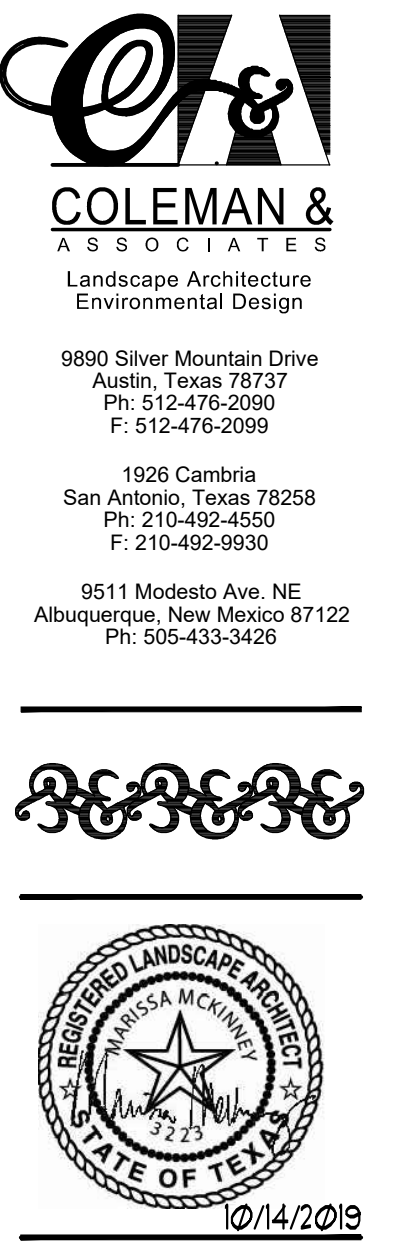 C&A
COLEMAN &
ASSOCIATES
Landscape Architecture
Environmental Design
9890 Silver Mountain Drive
Austin, Texas 78737
Ph: 512-476-2090
F: 512-476-2099
1926 Cambria
San Antonio, Texas 78258
Ph: 210-492-4550
F: 210-492-9930
9511 Modesto Ave. NE
Albuquerque, New Mexico 87122
Ph: 505-433-3426
REGISTERED LANDSCAPE ARCHITECT
MARISSA MCKINNEY
3223
STATE OF TEXAS
10/14/2019